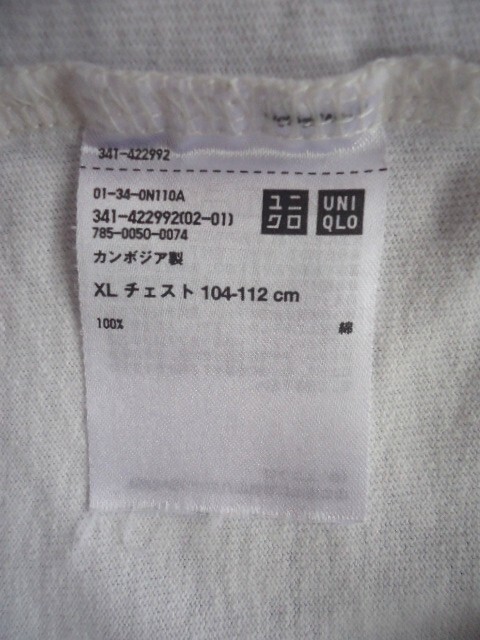 341-422992
01-34-0N110A
341-422992(02-01)
785-0050-0074
ユニ
クロ
UNI
QLO
カンボジア製
XL チェスト 104-112 cm
100% 綿